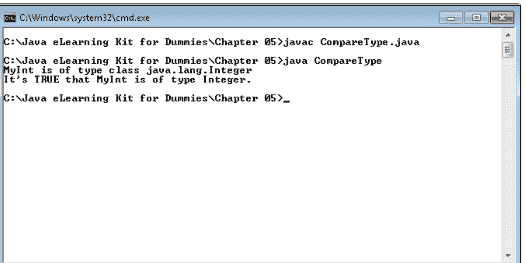 C:\Windows\system32\cmd.exe
C:\Java eLearning Kit for Dummies\Chapter 05>javac CompareType.java
C:\Java eLearning Kit for Dummies\Chapter 05>java CompareType
MyInt is of type class java.lang.Integer
It's TRUE that MyInt is of type Integer.
C:\Java eLearning Kit for Dummies\Chapter 05>_